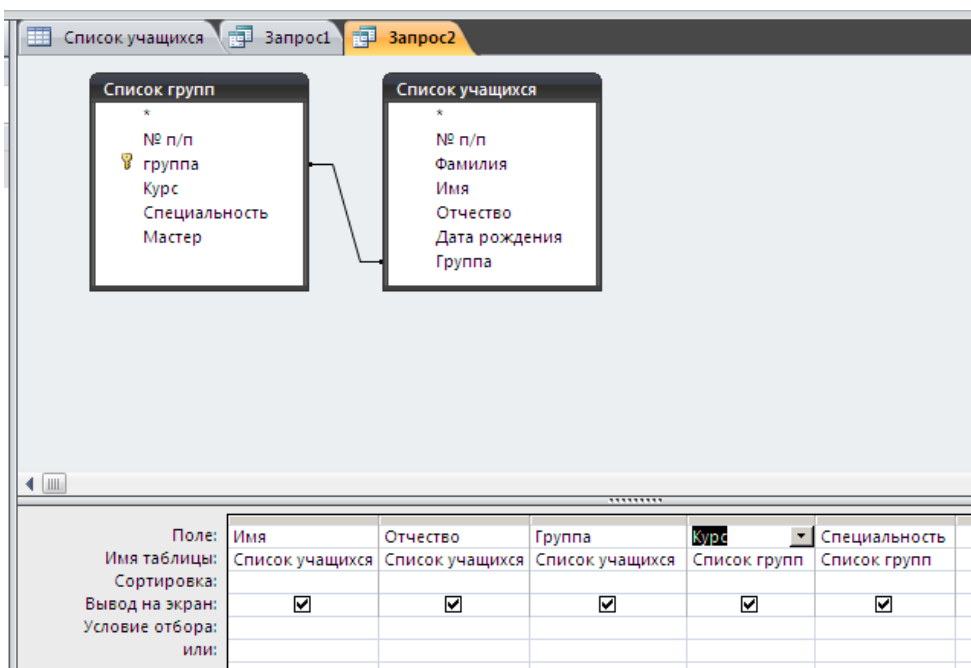 Список учащихся Запрос1 Запрос2
Список групп
*
№ п/п
группа
Курс
Специальность
Мастер
Список учащихся
*
№ п/п
Фамилия
Имя
Отчество
Дата рождения
Группа
Поле: Имя Отчество Группа Курс Специальность
Имя таблицы: Список учащихся Список учащихся Список учащихся Список групп Список групп
Сортировка:
Вывод на экран:
Условие отбора:
или: